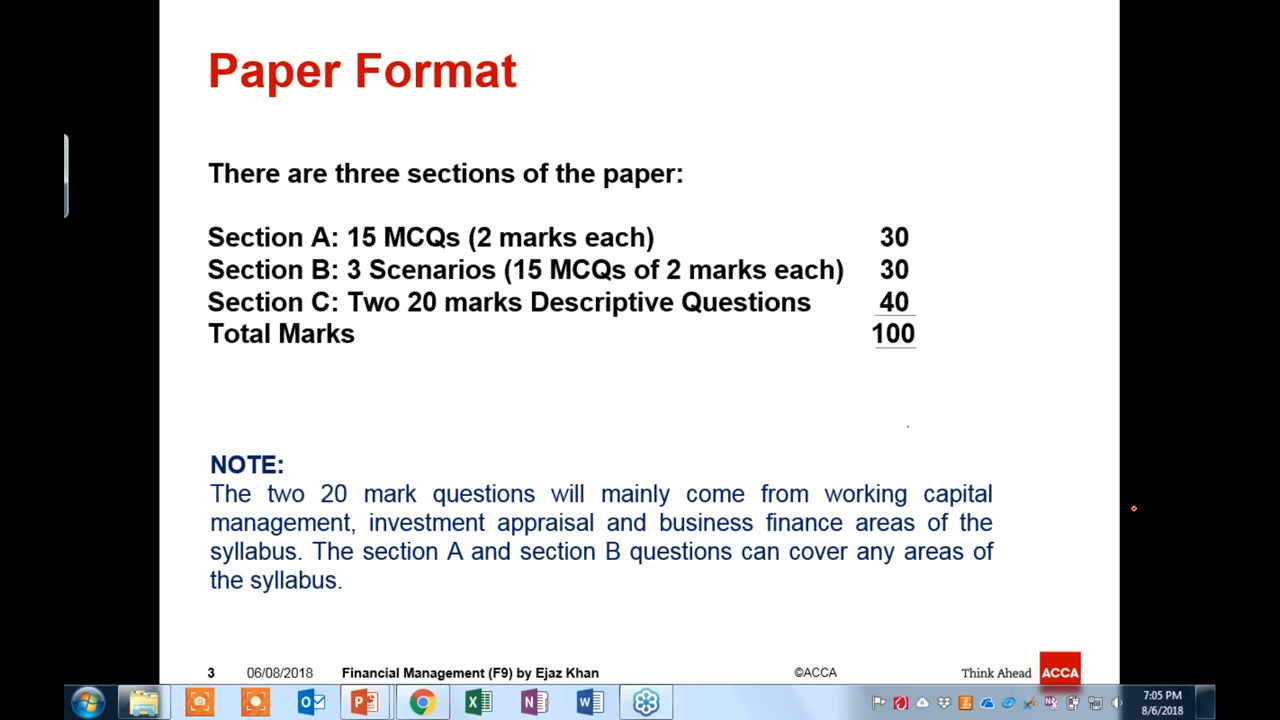 Paper Format
There are three sections of the paper:
Section A: 15 MCQs (2 marks each) 30
Section B: 3 Scenarios (15 MCQs of 2 marks each) 30
Section C: Two 20 marks Descriptive Questions 40
Total Marks 100
NOTE:
The two 20 mark questions will mainly come from working capital
management, investment appraisal and business finance areas of the
syllabus. The section A and section B questions can cover any areas of
the syllabus.
3 06/08/2018 Financial Management (F9) by Ejaz Khan ©ACCA Think Ahead ACCA
7:05 PM
8/6/2018